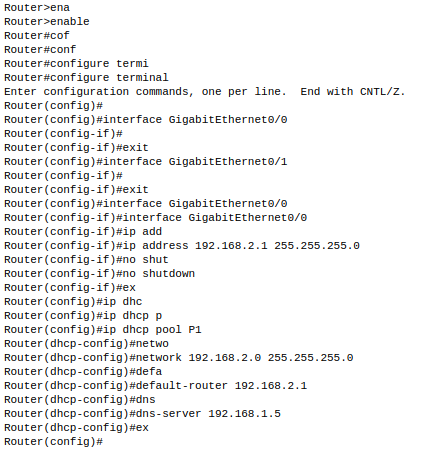 Router>ena
Router>enable
Router#cof
Router#conf
Router#configure termi
Router#configure terminal
Enter configuration commands, one per line.  End with CNTL/Z.
Router(config)#
Router(config)#interface GigabitEthernet0/0
Router(config-if)#
Router(config-if)#exit
Router(config)#interface GigabitEthernet0/1
Router(config-if)#
Router(config-if)#exit
Router(config)#interface GigabitEthernet0/0
Router(config-if)#interface GigabitEthernet0/0
Router(config-if)#ip add
Router(config-if)#ip address 192.168.2.1 255.255.255.0
Router(config-if)#no shut
Router(config-if)#no shutdown
Router(config-if)#ex
Router(config)#ip dhc
Router(config)#ip dhcp p
Router(config)#ip dhcp pool P1
Router(dhcp-config)#netwo
Router(dhcp-config)#network 192.168.2.0 255.255.255.0
Router(dhcp-config)#defa
Router(dhcp-config)#default-router 192.168.2.1
Router(dhcp-config)#dns
Router(dhcp-config)#dns-server 192.168.1.5
Router(dhcp-config)#ex
Router(config)#